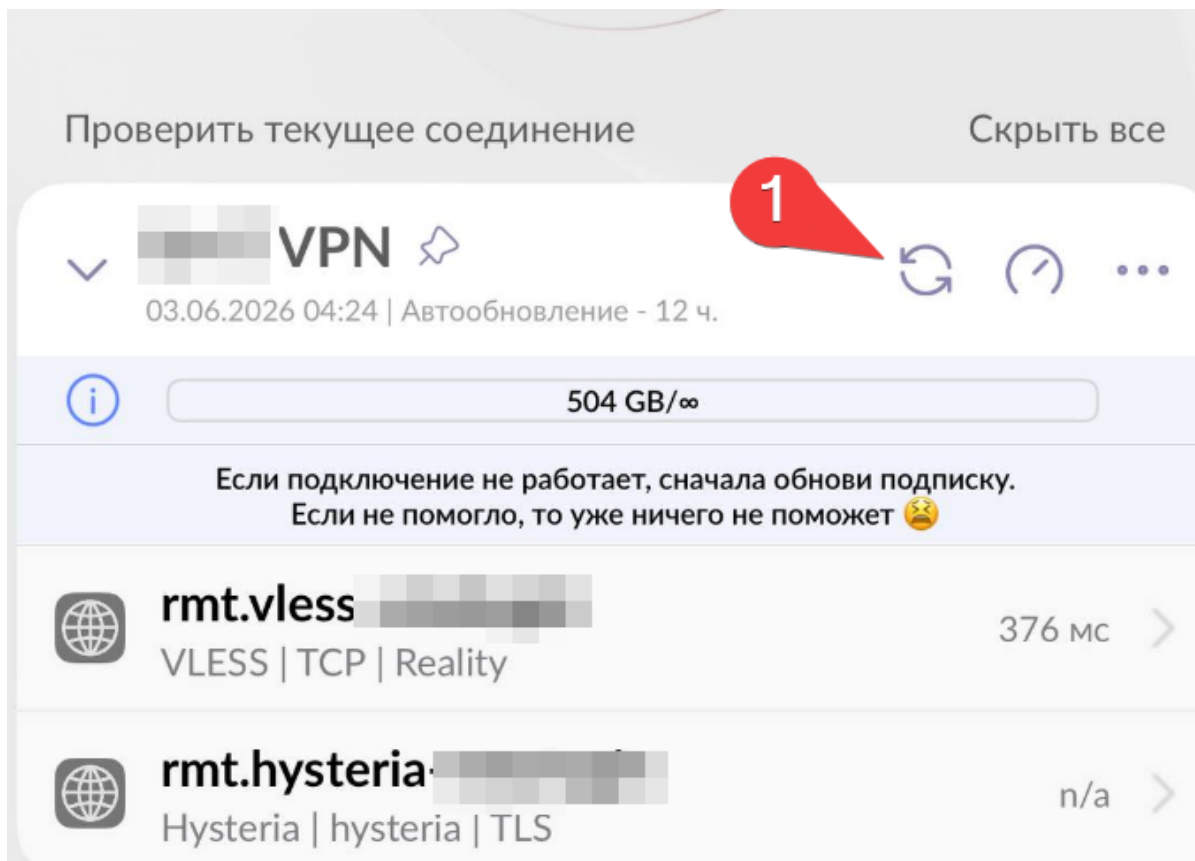 Проверить текущее соединение Скрыть все
1
VPN
03.06.2026 04:24 | Автообновление - 12 ч.
504 GB/∞
Если подключение не работает, сначала обнови подписку.
Если не помогло, то уже ничего не поможет 😫
rmt.vless
376 мс
VLESS | TCP | Reality
rmt.hysteria-
n/a
Hysteria | hysteria | TLS